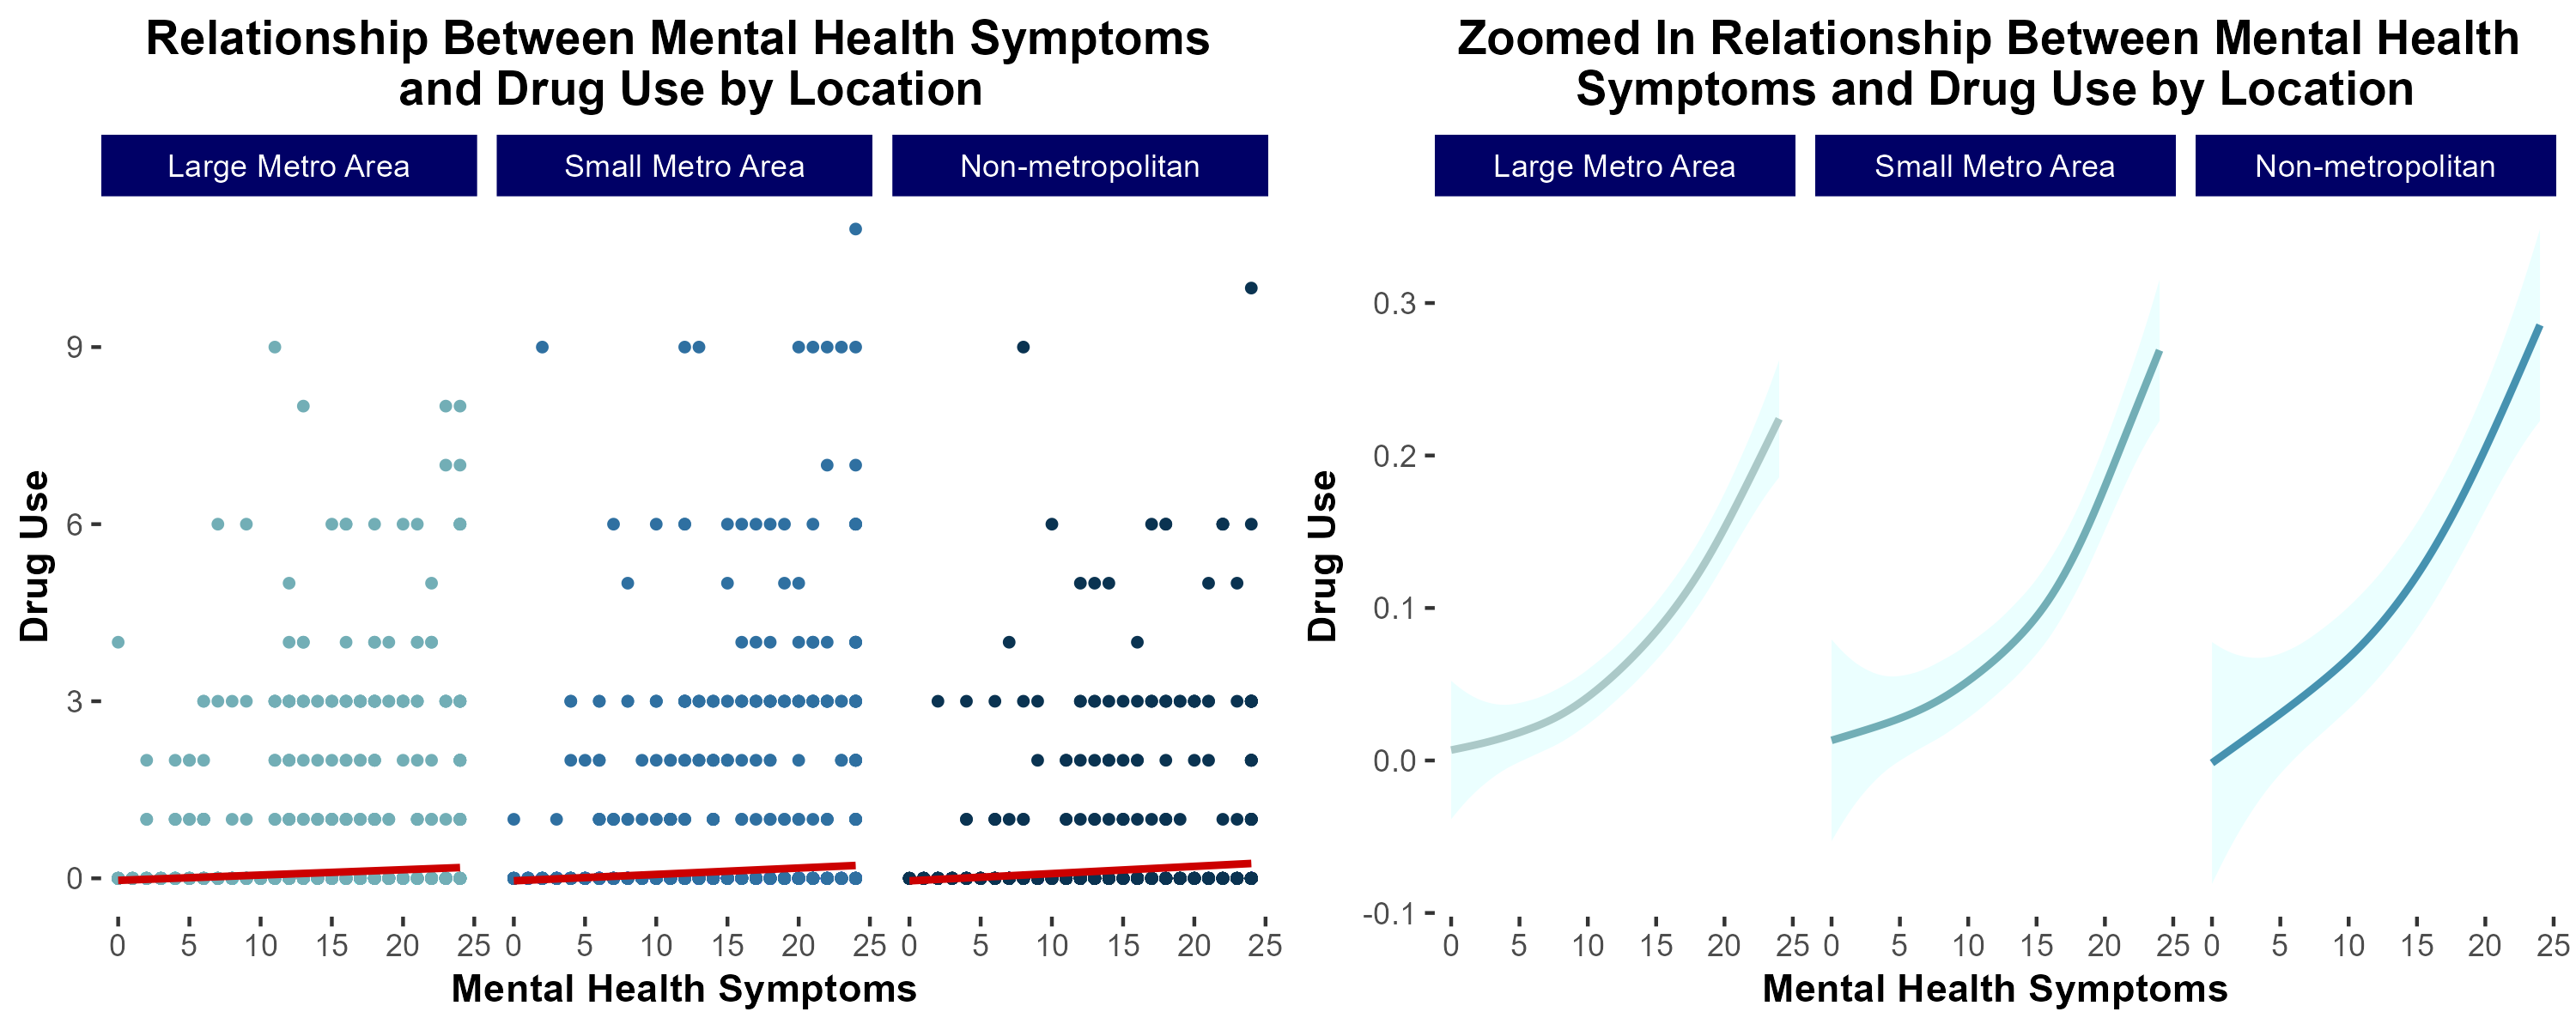 Relationship Between Mental Health Symptoms
and Drug Use by Location
Large Metro Area
Small Metro Area
Non-metropolitan
Drug Use
9
6
3
0
0 5 10 15 20 25
0 5 10 15 20 25
0 5 10 15 20 25
Mental Health Symptoms
Zoomed In Relationship Between Mental Health
Symptoms and Drug Use by Location
Large Metro Area
Small Metro Area
Non-metropolitan
Drug Use
0.3
0.2
0.1
0.0
-0.1
0 5 10 15 20 25
0 5 10 15 20 25
0 5 10 15 20 25
Mental Health Symptoms